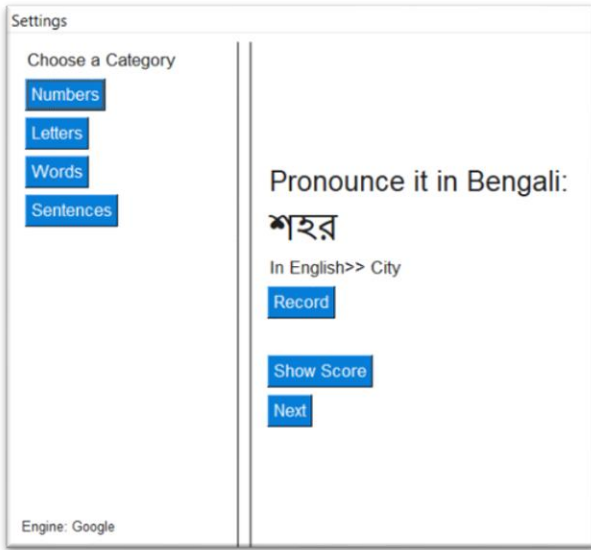 Settings
Choose a Category
Numbers
Letters
Words
Sentences
Engine: Google
Pronounce it in Bengali:
শহর
In English>> City
Record
Show Score
Next